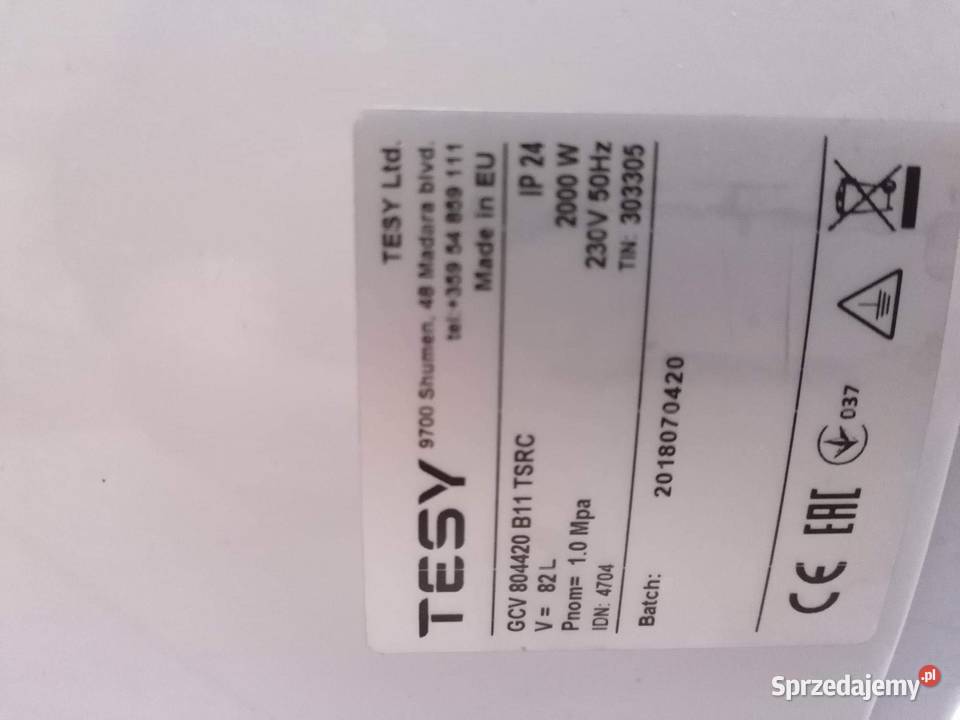 TESY
TESY Ltd.
9700 Shumen, 48 Madara blvd.
tel:+359 54 859 111
Made in EU
GCV 804420 B11 TSRC IP 24
V = 82 L 2000 W
Pnom= 1.0 Mpa 230V 50Hz
IDN: 4704 TIN: 303305
Batch: 2018070420
CE EAC 037
Sprzedajemy.pl